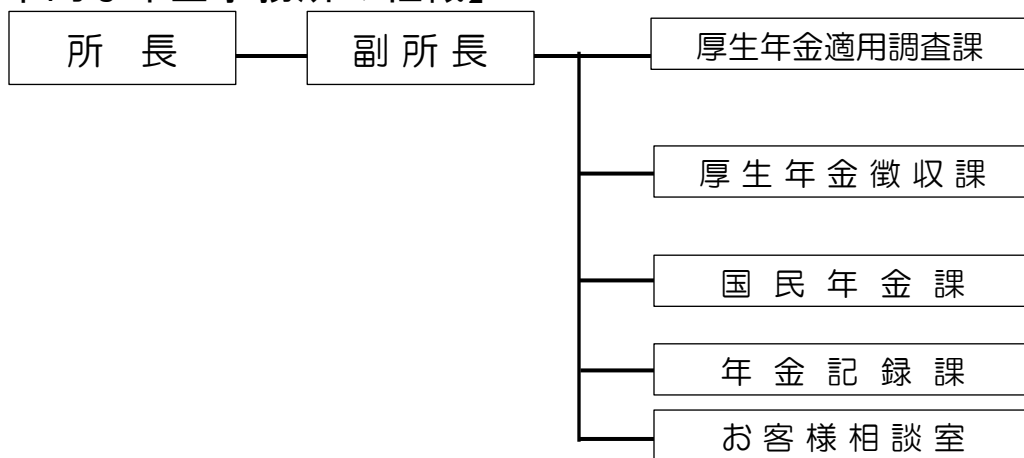 所 長
副 所 長
厚生年金適用調査課
厚 生 年 金 徴 収 課
国 民 年 金 課
年 金 記 録 課
お 客 様 相 談 室